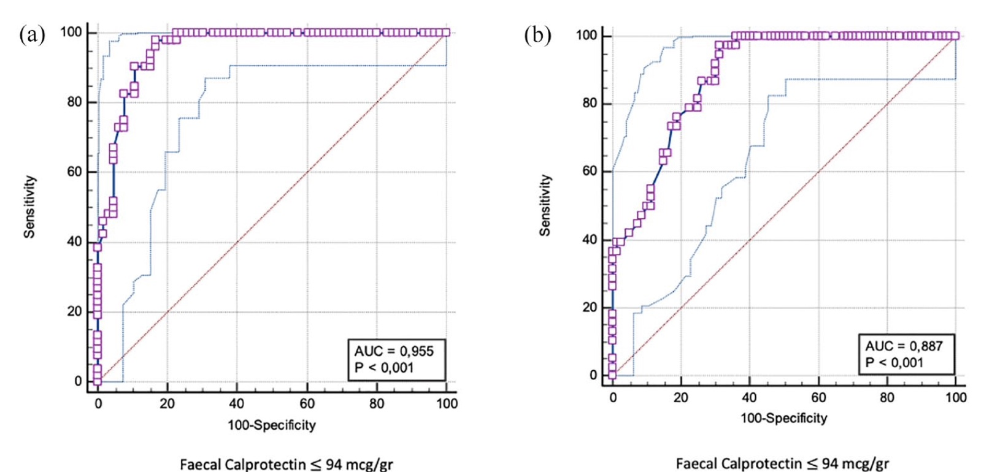 (a)
100
80
60
40
20
0
Sensitivity
AUC = 0,955
P < 0,001
0 20 40 60 80 100
100-Specificity
Faecal Calprotectin ≤ 94 mcg/gr
(b)
100
80
60
40
20
0
Sensitivity
AUC = 0,887
P < 0,001
0 20 40 60 80 100
100-Specificity
Faecal Calprotectin ≤ 94 mcg/gr